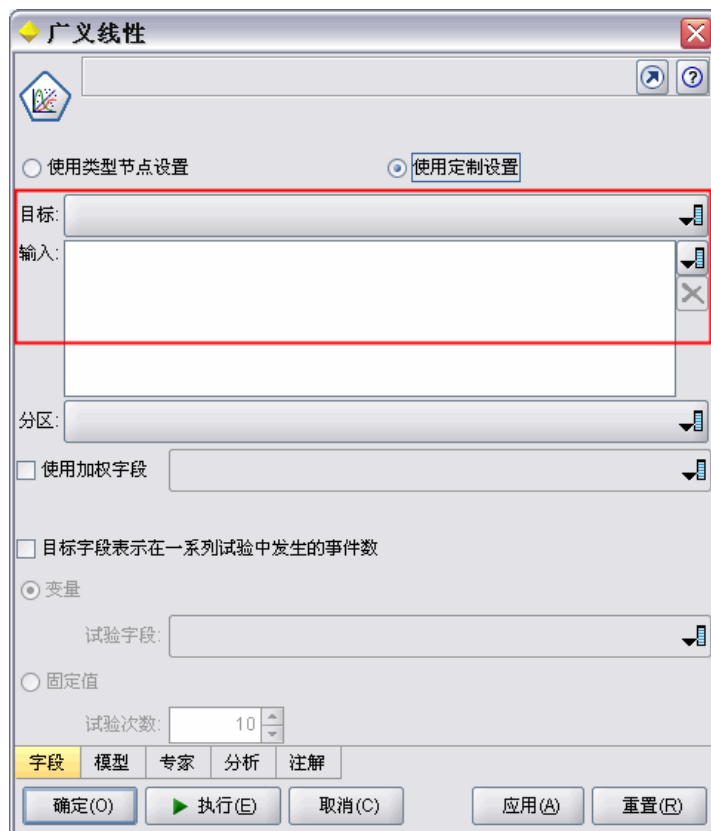 广义线性
使用类型节点设置 使用定制设置
目标:
输入:
分区:
使用加权字段
目标字段表示在一系列试验中发生的事件数
变量
试验字段:
固定值
试验次数: 10
字段 模型 专家 分析 注解
确定(O) 执行(E) 取消(C) 应用(A) 重置(R)